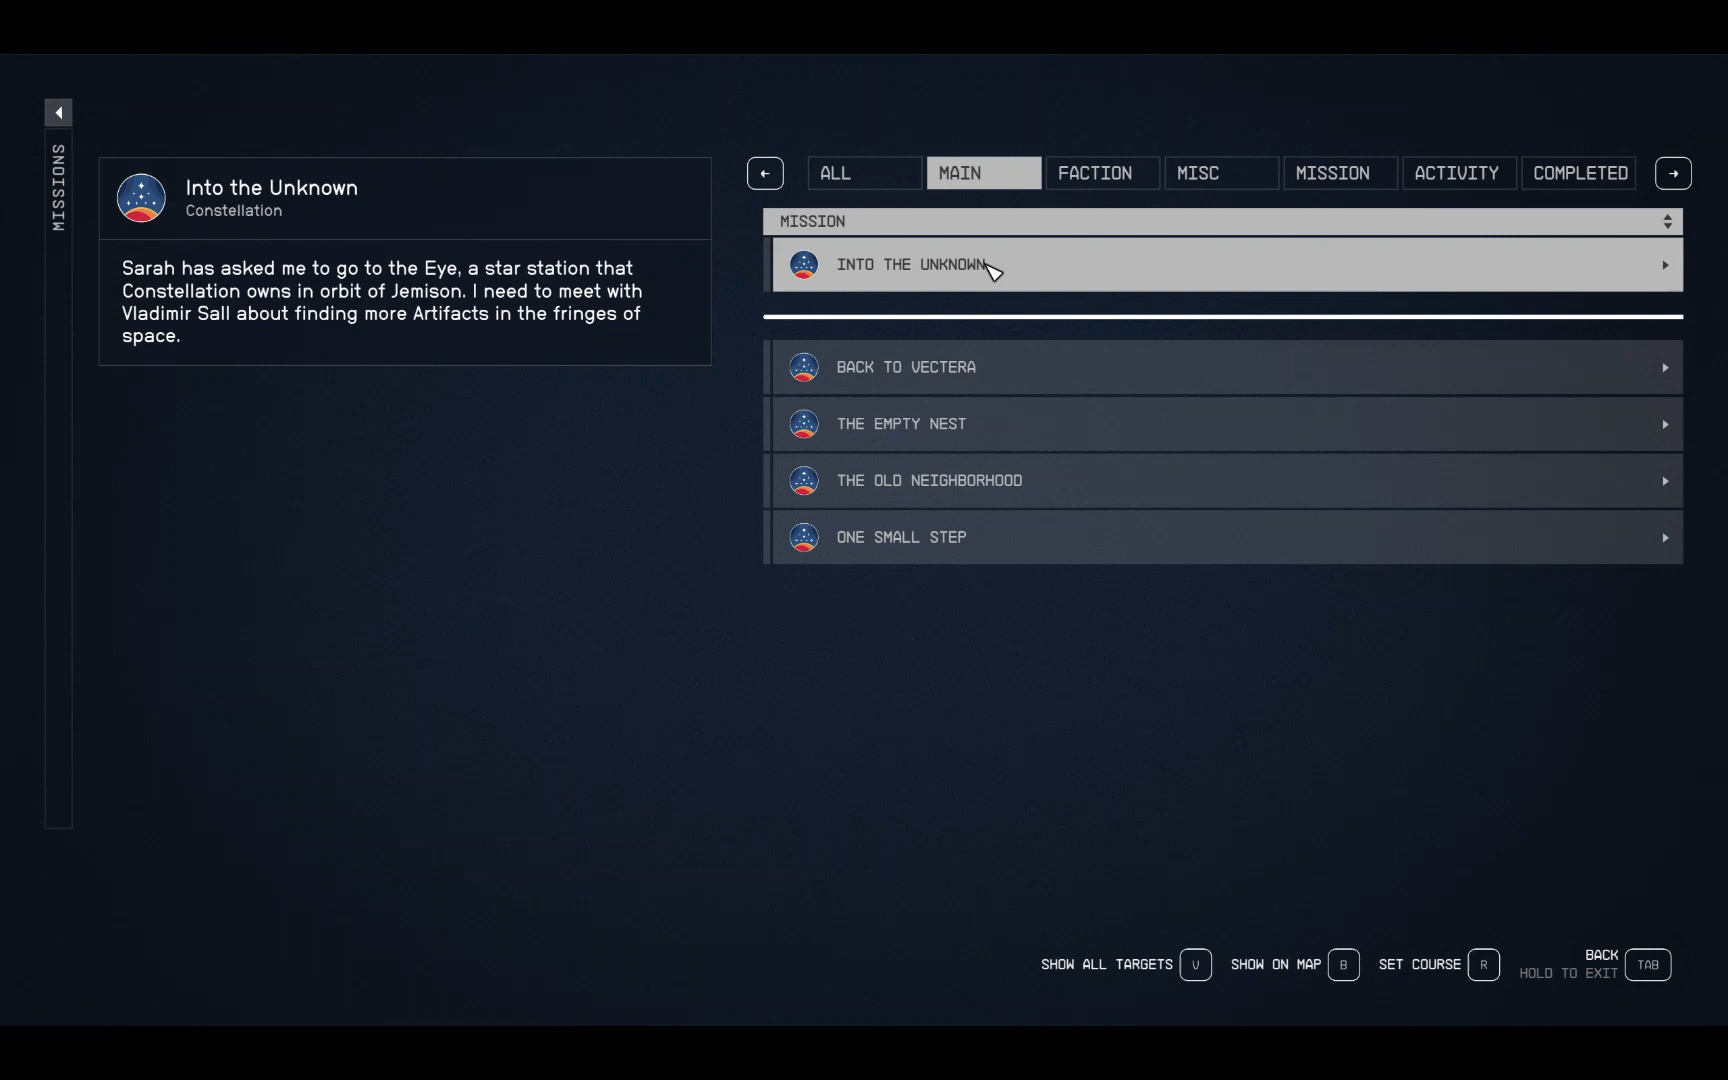 MISSIONS
Into the Unknown
Constellation
Sarah has asked me to go to the Eye, a star station that
Constellation owns in orbit of Jemison. I need to meet with
Vladimir Sall about finding more Artifacts in the fringes of
space.
ALL MAIN FACTION MISC MISSION ACTIVITY COMPLETED
MISSION
INTO THE UNKNOWN
BACK TO VECTERA
THE EMPTY NEST
THE OLD NEIGHBORHOOD
ONE SMALL STEP
SHOW ALL TARGETS V SHOW ON MAP B SET COURSE R BACK TAB
HOLD TO EXIT